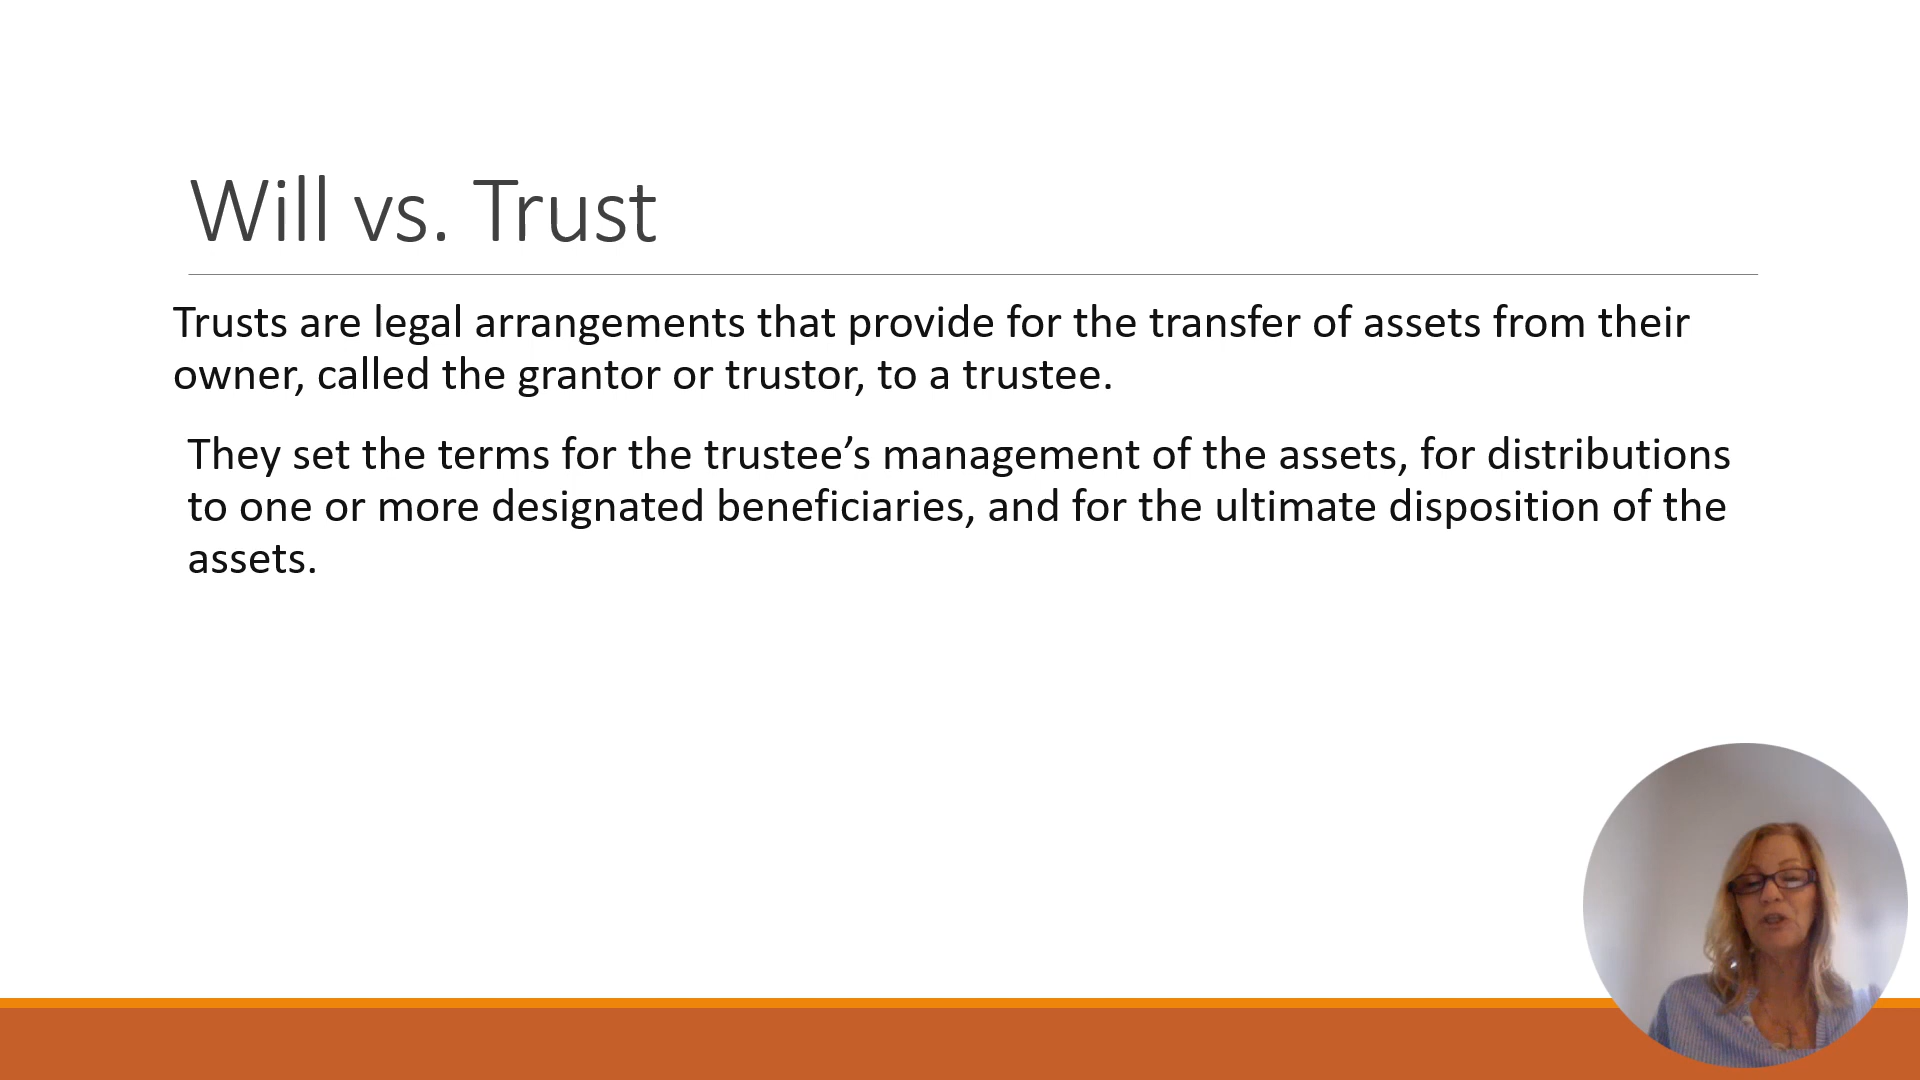 Will vs. Trust
Trusts are legal arrangements that provide for the transfer of assets from their
owner, called the grantor or trustor, to a trustee.
They set the terms for the trustee’s management of the assets, for distributions
to one or more designated beneficiaries, and for the ultimate disposition of the
assets.